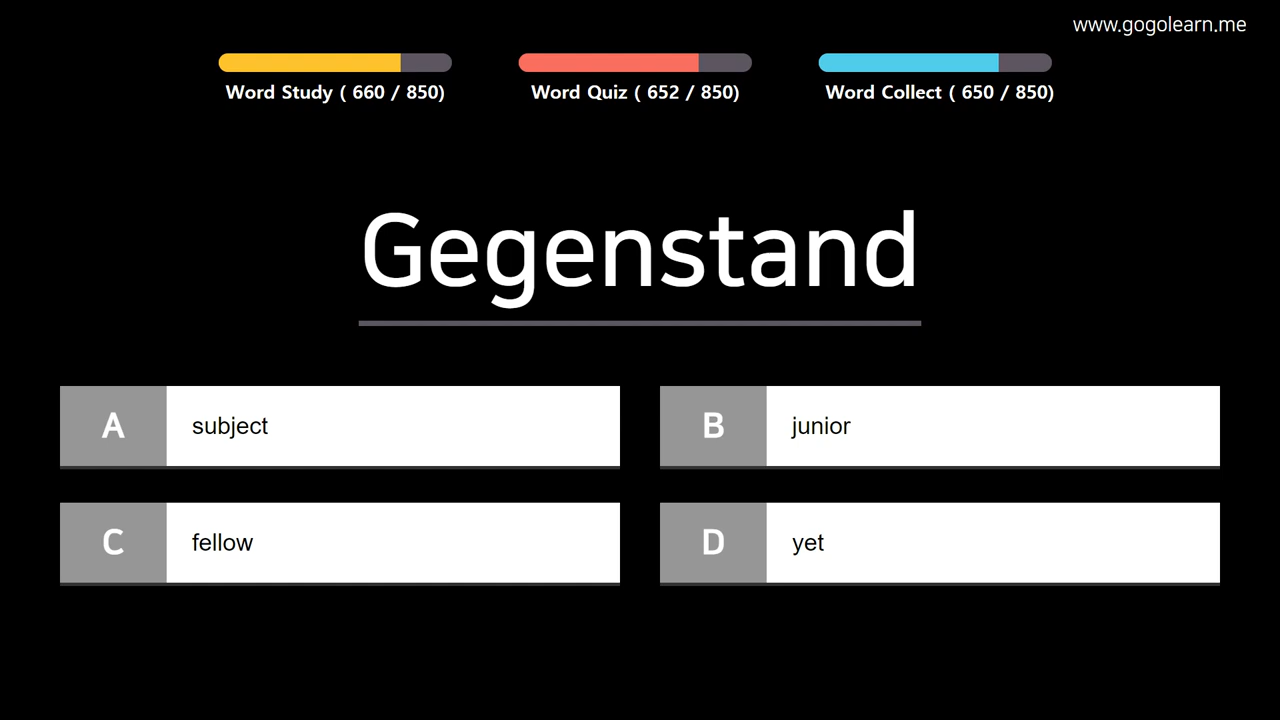 www.gogolearn.me
Word Study ( 660 / 850)
Word Quiz ( 652 / 850)
Word Collect ( 650 / 850)
Gegenstand
A subject
B junior
C fellow
D yet